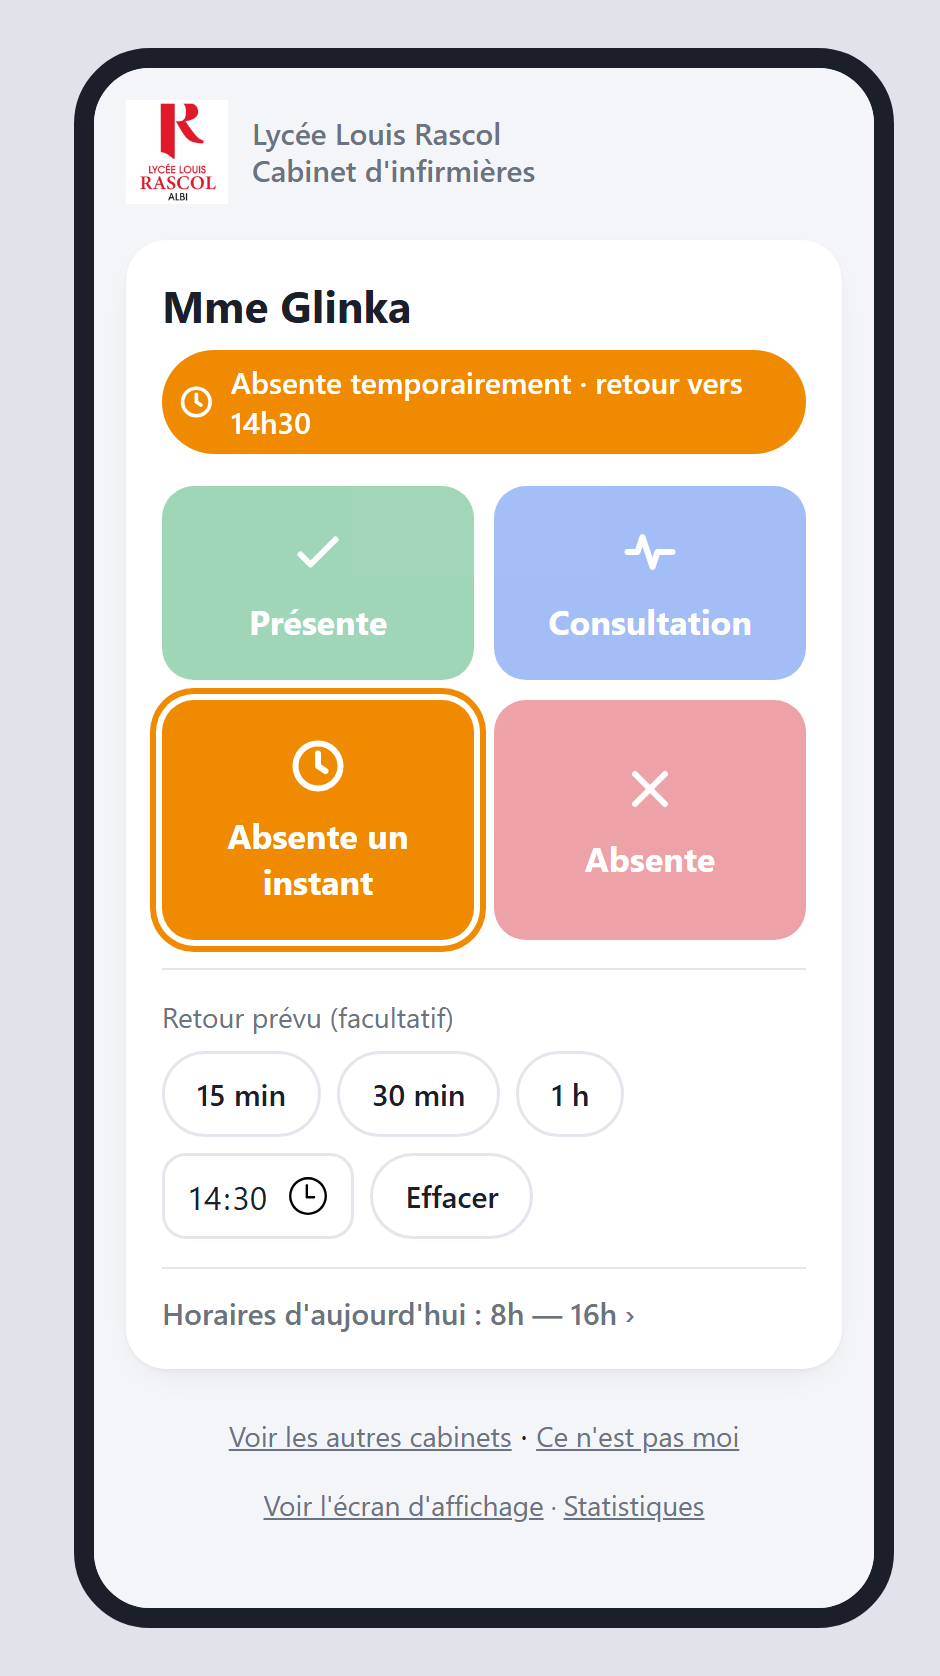 LYCÉE LOUIS
RASCOL
ALBI
Lycée Louis Rascol
Cabinet d'infirmières
Mme Glinka
Absente temporairement · retour vers
14h30
Présente
Consultation
Absente un
instant
Absente
Retour prévu (facultatif)
15 min
30 min
1 h
14:30
Effacer
Horaires d'aujourd'hui : 8h — 16h ›
Voir les autres cabinets · Ce n'est pas moi
Voir l'écran d'affichage · Statistiques